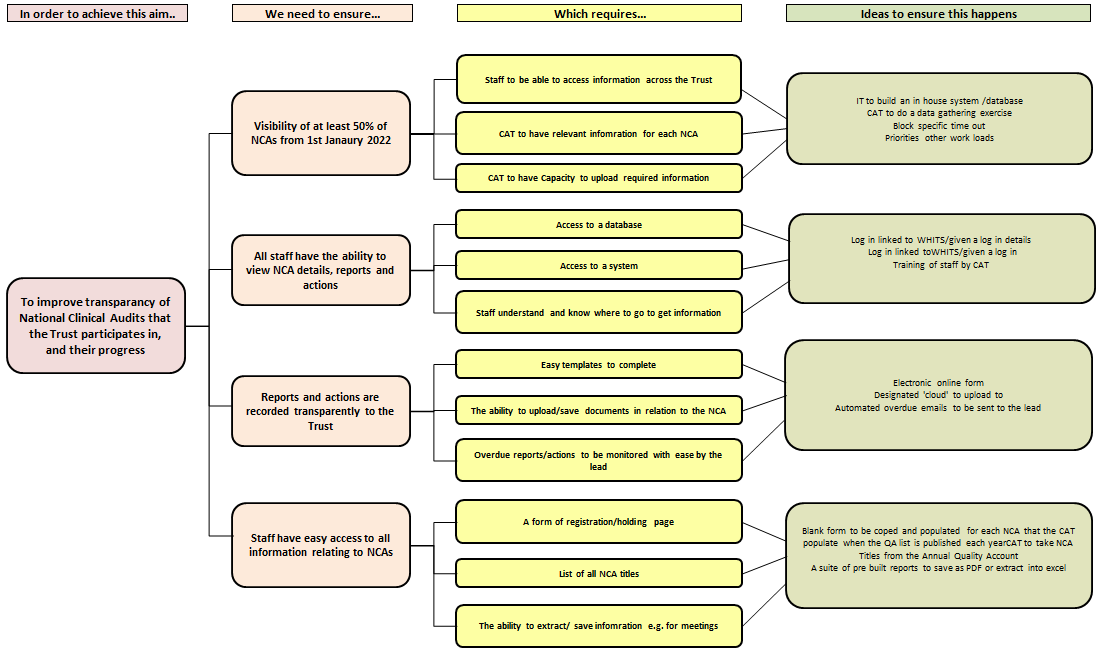 In order to achieve this aim..
We need to ensure...
Which requires...
Ideas to ensure this happens
To improve transparancy of
National Clinical Audits that
the Trust participates in,
and their progress
Visibility of at least 50% of
NCAs from 1st Janaury 2022
Staff to be able to access information across the Trust
CAT to have relevant infomration for each NCA
CAT to have Capacity to upload required information
IT to build an in house system /database
CAT to do a data gathering exercise
Block specific time out
Priorities other work loads
All staff have the ability to
view NCA details, reports and
actions
Access to a database
Access to a system
Staff understand and know where to go to get information
Log in linked to WHITS/given a log in details
Log in linked toWHITS/given a log in
Training of staff by CAT
Reports and actions are
recorded transparently to the
Trust
Easy templates to complete
The ability to upload/save documents in relation to the NCA
Overdue reports/actions to be monitored with ease by the
lead
Electronic online form
Designated 'cloud' to upload to
Automated overdue emails to be sent to the lead
Staff have easy access to all
information relating to NCAs
A form of registration/holding page
List of all NCA titles
The ability to extract/ save infomration e.g. for meetings
Blank form to be coped and populated for each NCA that the CAT
populate when the QA list is published each yearCAT to take NCA
Titles from the Annual Quality Account
A suite of pre built reports to save as PDF or extract into excel